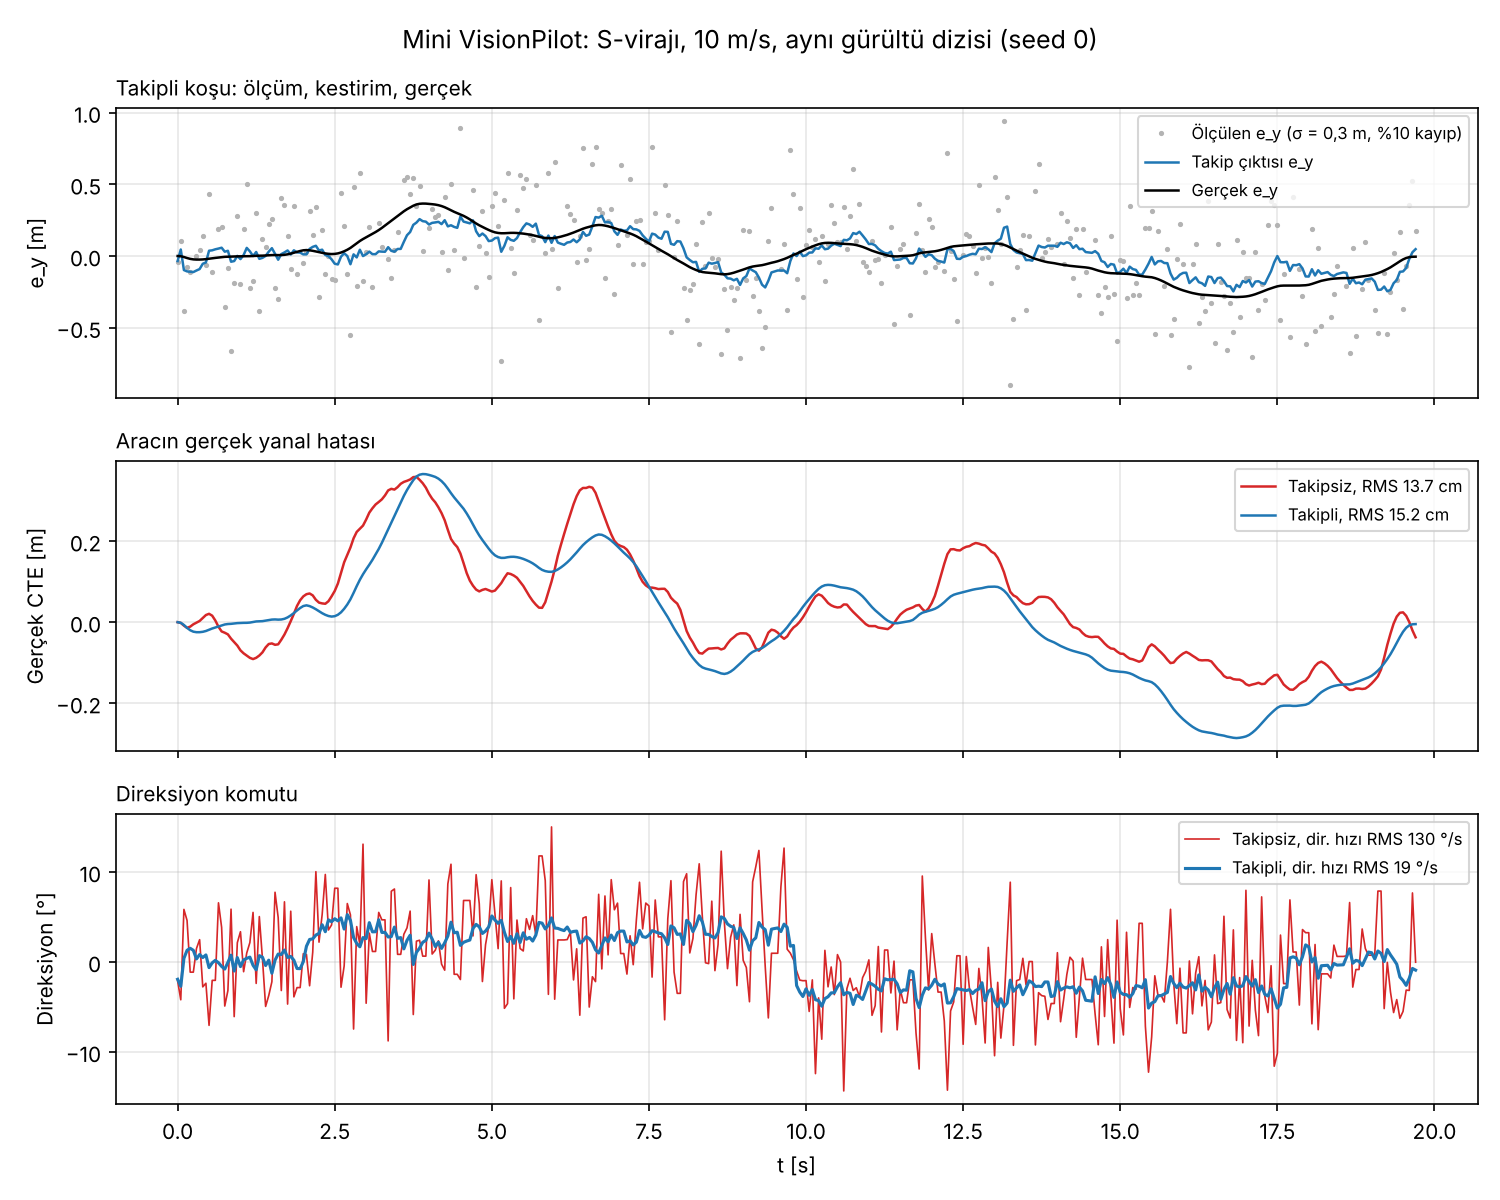 Mini VisionPilot: S-virajı, 10 m/s, aynı gürültü dizisi (seed 0)
Takipli koşu: ölçüm, kestirim, gerçek
1.0
0.5
0.0
−0.5
e_y [m]
Ölçülen e_y (σ = 0,3 m, %10 kayıp)
Takip çıktısı e_y
Gerçek e_y
Aracın gerçek yanal hatası
0.2
0.0
−0.2
Gerçek CTE [m]
Takipsiz, RMS 13.7 cm
Takipli, RMS 15.2 cm
Direksiyon komutu
10
0
−10
Direksiyon [°]
Takipsiz, dir. hızı RMS 130 °/s
Takipli, dir. hızı RMS 19 °/s
0.0 2.5 5.0 7.5 10.0 12.5 15.0 17.5 20.0
t [s]